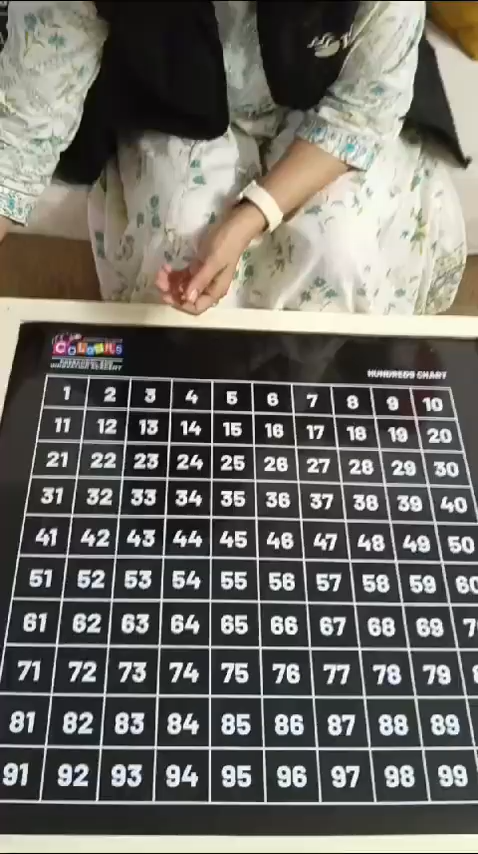 COLOURS
HUNDREDS CHART
1 2 3 4 5 6 7 8 9 10
11 12 13 14 15 16 17 18 19 20
21 22 23 24 25 26 27 28 29 30
31 32 33 34 35 36 37 38 39 40
41 42 43 44 45 46 47 48 49 50
51 52 53 54 55 56 57 58 59 60
61 62 63 64 65 66 67 68 69 7
71 72 73 74 75 76 77 78 79
81 82 83 84 85 86 87 88 89
91 92 93 94 95 96 97 98 99